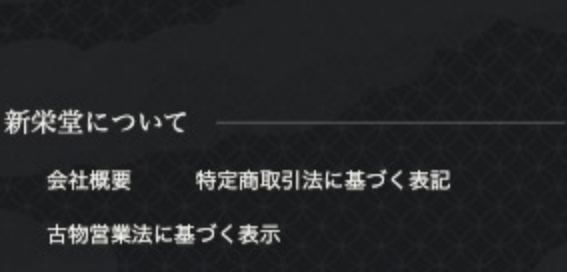 新栄堂について
会社概要 特定商取引法に基づく表記
古物営業法に基づく表示